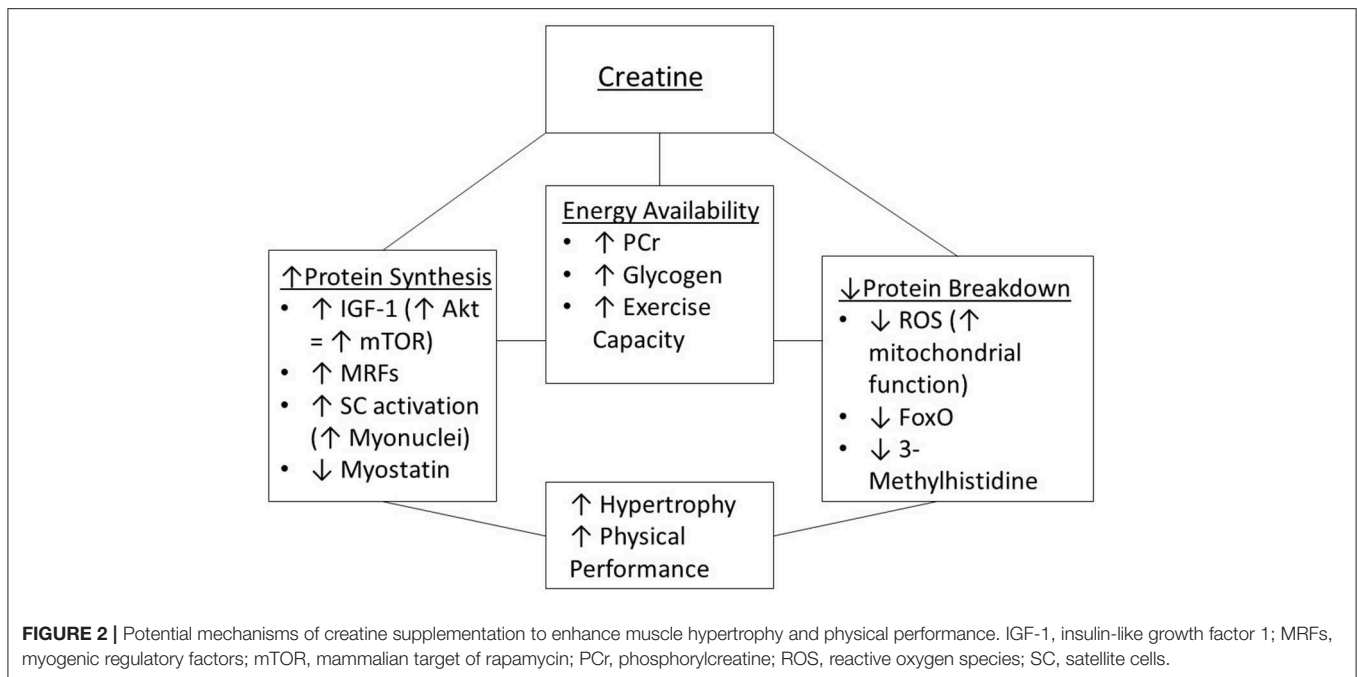 Creatine
Energy Availability
• ↑ PCr
• ↑ Glycogen
• ↑ Exercise
Capacity
↑Protein Synthesis
• ↑ IGF-1 (↑ Akt
= ↑ mTOR)
• ↑ MRFs
• ↑ SC activation
(↑ Myonuclei)
• ↓ Myostatin
↓Protein Breakdown
• ↓ ROS (↑
mitochondrial
function)
• ↓ FoxO
• ↓ 3-
Methylhistidine
↑ Hypertrophy
↑ Physical
Performance
FIGURE 2 | Potential mechanisms of creatine supplementation to enhance muscle hypertrophy and physical performance. IGF-1, insulin-like growth factor 1; MRFs,
myogenic regulatory factors; mTOR, mammalian target of rapamycin; PCr, phosphorylcreatine; ROS, reactive oxygen species; SC, satellite cells.